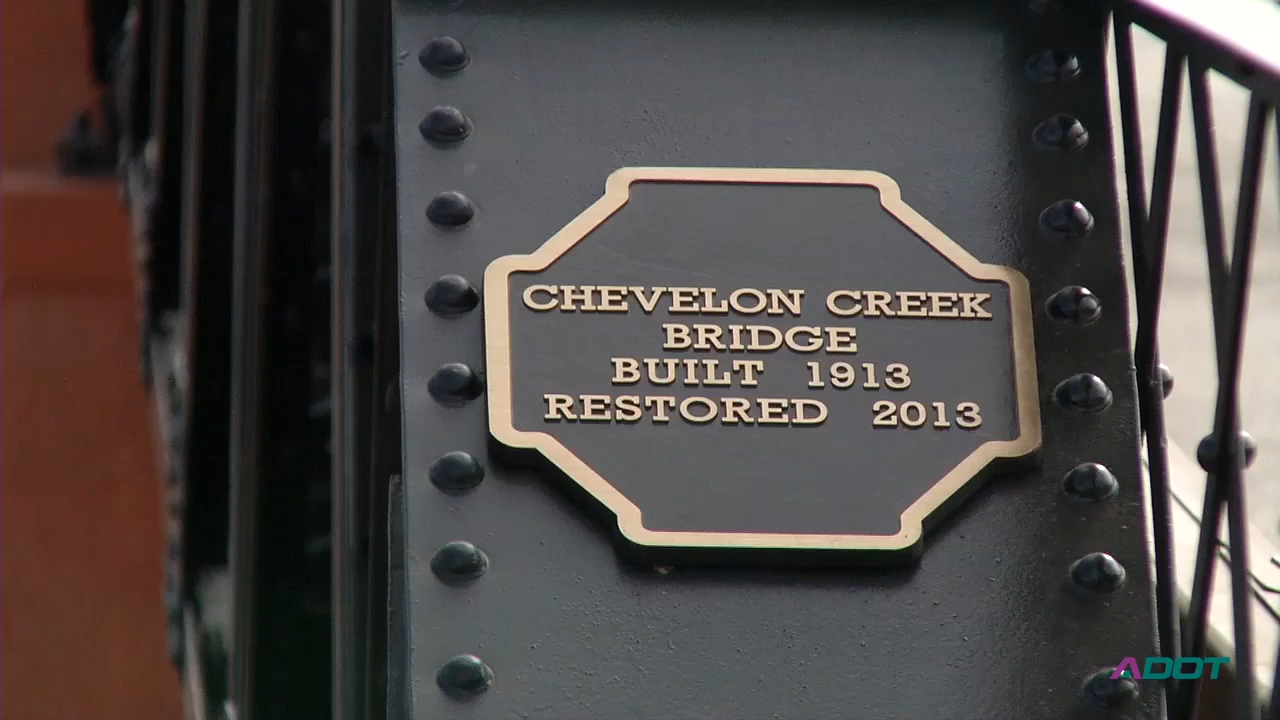 CHEVELON CREEK
BRIDGE
BUILT 1913
RESTORED 2013
ADOT